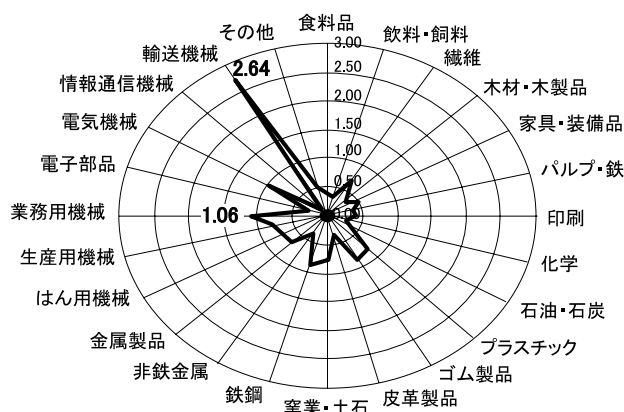 食料品
飲料・飼料
繊維
木材・木製品
家具・装備品
パルプ・鉄
印刷
化学
石油・石炭
プラスチック
ゴム製品
皮革製品
窯業・土石
鉄鋼
非鉄金属
金属製品
はん用機械
生産用機械
業務用機械
電子部品
電気機械
情報通信機械
輸送機械
その他
3.00
2.50
2.00
1.50
1.00
0.50
0.00
2.64
1.06